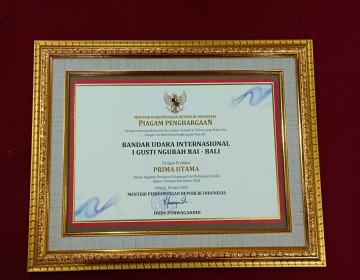 MENTERI PERHUBUNGAN REPUBLIK INDONESIA
PIAGAM PENGHARGAAN
BANDAR UDARA INTERNASIONAL
I GUSTI NGURAH RAI - BALI
Dengan Predikat
PRIMA UTAMA
MENTERI PERHUBUNGAN REPUBLIK INDONESIA
DUDY PURWAGANDHI